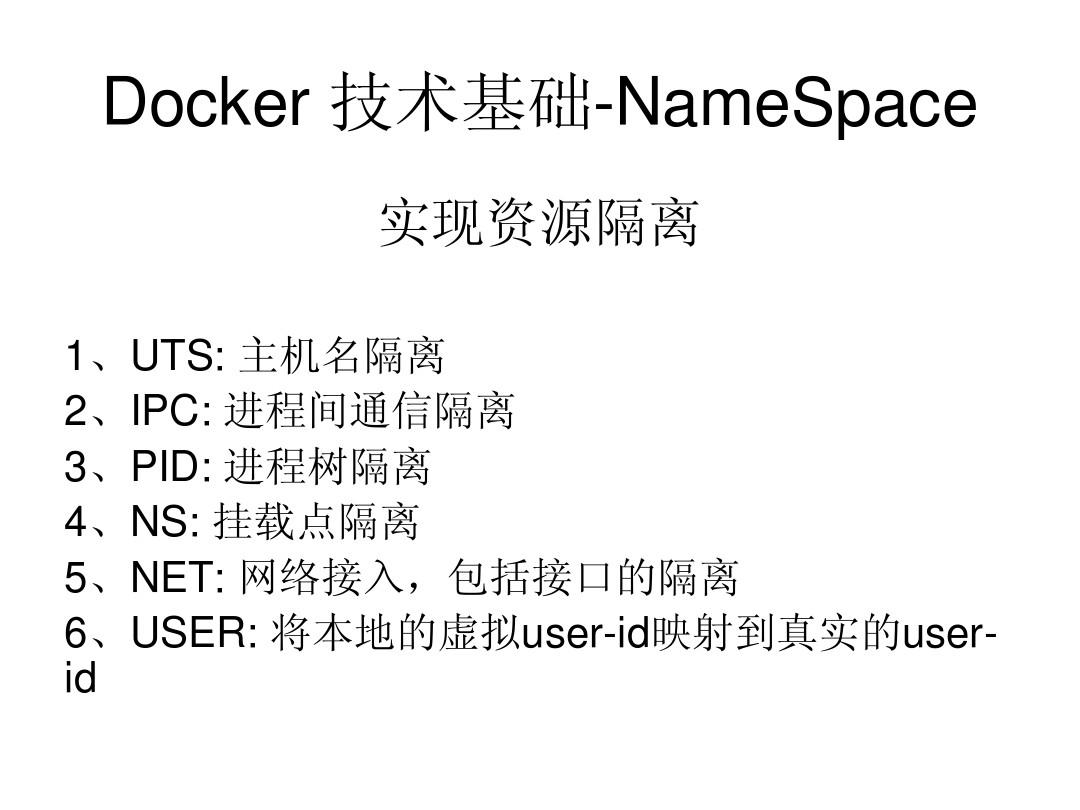 Docker 技术基础-NameSpace
实现资源隔离
1、UTS: 主机名隔离
2、IPC: 进程间通信隔离
3、PID: 进程树隔离
4、NS: 挂载点隔离
5、NET: 网络接入，包括接口的隔离
6、USER: 将本地的虚拟user-id映射到真实的user-
id